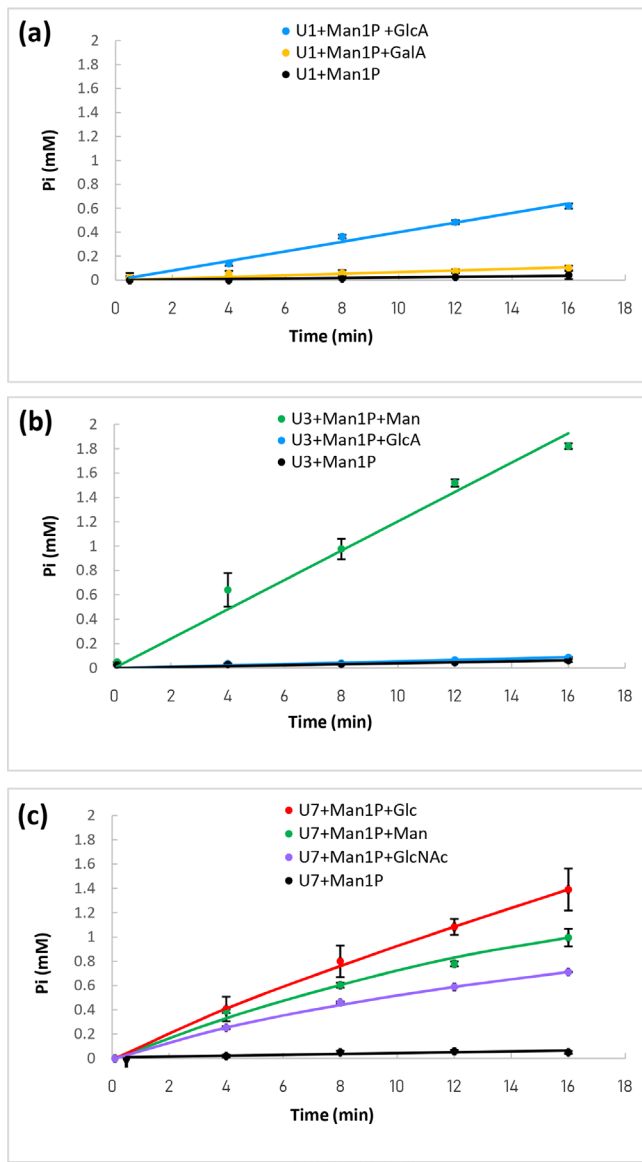 (a)
U1+Man1P +GlcA
U1+Man1P+GalA
U1+Man1P
2
1.8
1.6
1.4
1.2
1
0.8
0.6
0.4
0.2
0
Pi (mM)
0 2 4 6 8 10 12 14 16 18
Time (min)
(b)
U3+Man1P+Man
U3+Man1P+GlcA
U3+Man1P
2
1.8
1.6
1.4
1.2
1
0.8
0.6
0.4
0.2
0
Pi (mM)
0 2 4 6 8 10 12 14 16 18
Time (min)
(c)
U7+Man1P+Glc
U7+Man1P+Man
U7+Man1P+GlcNAc
U7+Man1P
2
1.8
1.6
1.4
1.2
1
0.8
0.6
0.4
0.2
0
Pi (mM)
0 2 4 6 8 10 12 14 16 18
Time (min)